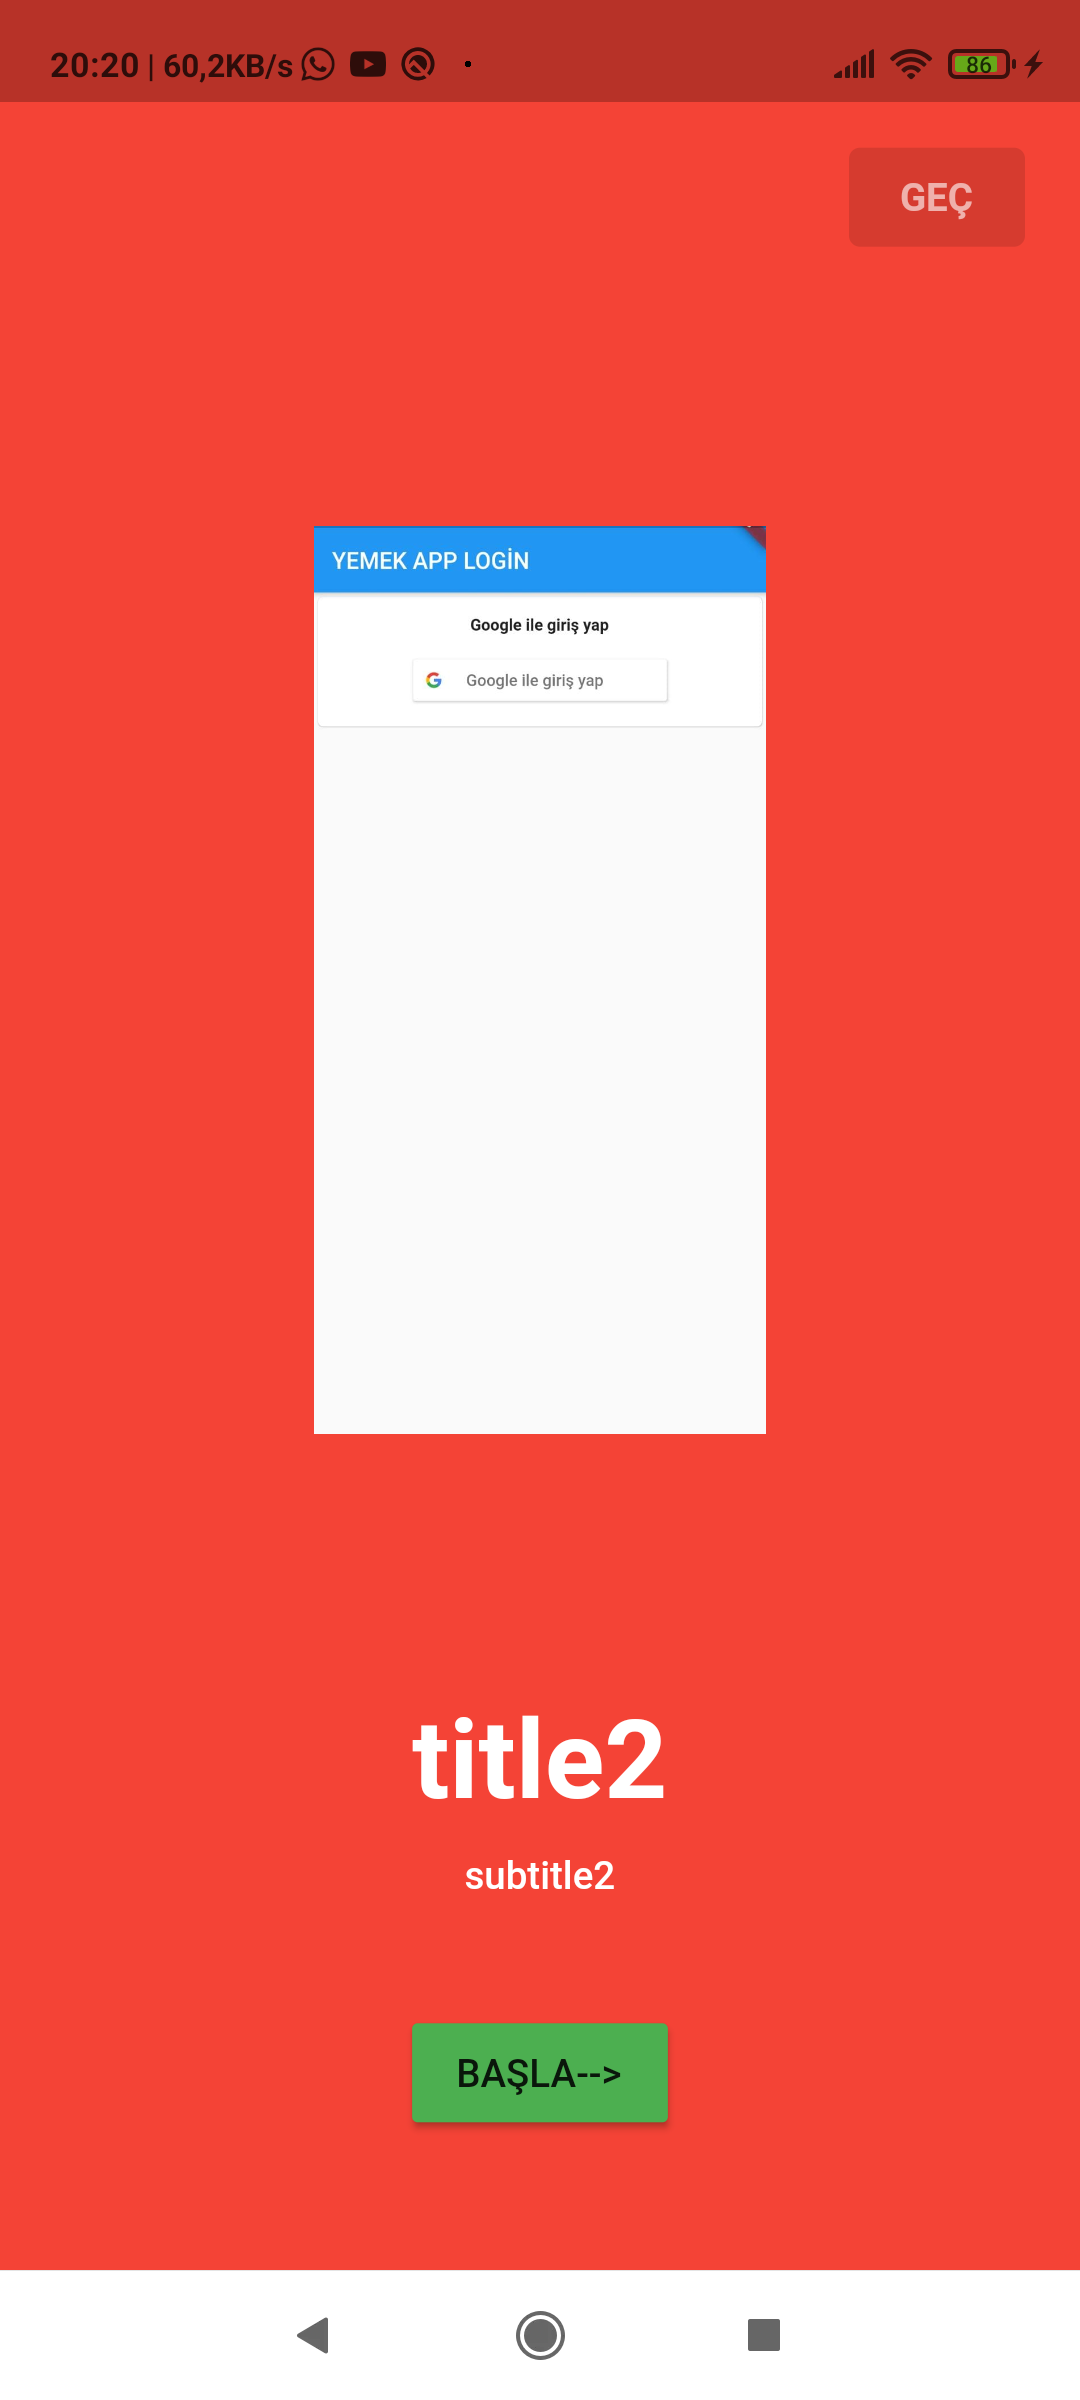 20:20 | 60,2KB/s 86
GEÇ
YEMEK APP LOGİN
Google ile giriş yap
Google ile giriş yap
title2
subtitle2
BAŞLA-->